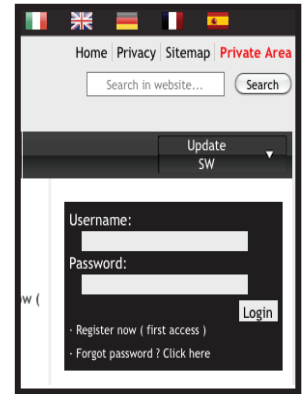 Home Privacy Sitemap Private Area
Search in website... Search
Update
SW
Username:
Password:
Login
· Register now ( first access )
· Forgot password ? Click here
ow (